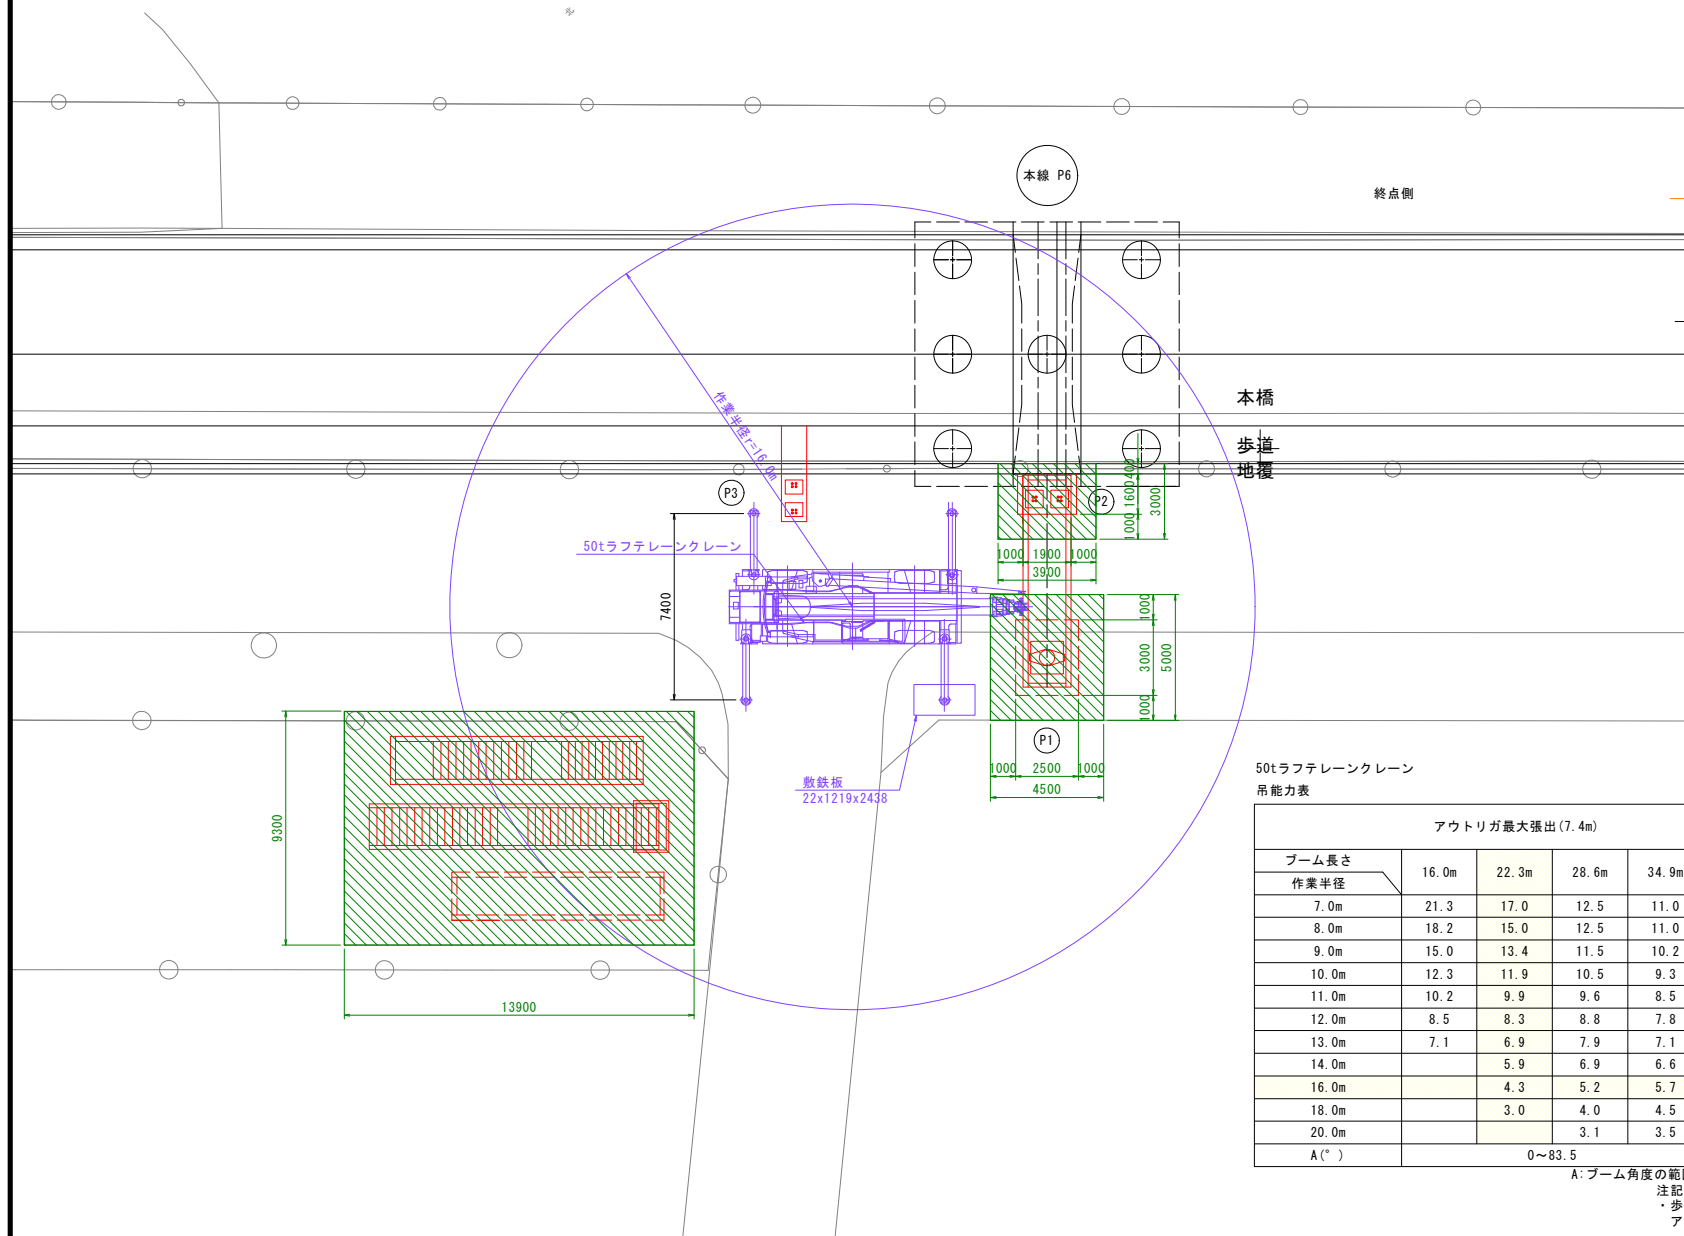 本線 P6
終点側
本橋
歩道
地覆
作業半径r=16.0m
P3
P2
50tラフテレーンクレーン
7400
400
1600
1000
3000
1000 1900 1000
3900
1000
3000
1000
5000
P1
1000 2500 1000
4500
敷鉄板
22x1219x2438
9300
13900
50tラフテレーンクレーン
吊能力表
アウトリガ最大張出(7.4m)
ブーム長さ
作業半径
16.0m 22.3m 28.6m 34.9m
7.0m 21.3 17.0 12.5 11.0
8.0m 18.2 15.0 12.5 11.0
9.0m 15.0 13.4 11.5 10.2
10.0m 12.3 11.9 10.5 9.3
11.0m 10.2 9.9 9.6 8.5
12.0m 8.5 8.3 8.8 7.8
13.0m 7.1 6.9 7.9 7.1
14.0m 5.9 6.9 6.6
16.0m 4.3 5.2 5.7
18.0m 3.0 4.0 4.5
20.0m 3.1 3.5
A(°) 0～83.5
A:ブーム角度の範
注記
・歩
ア